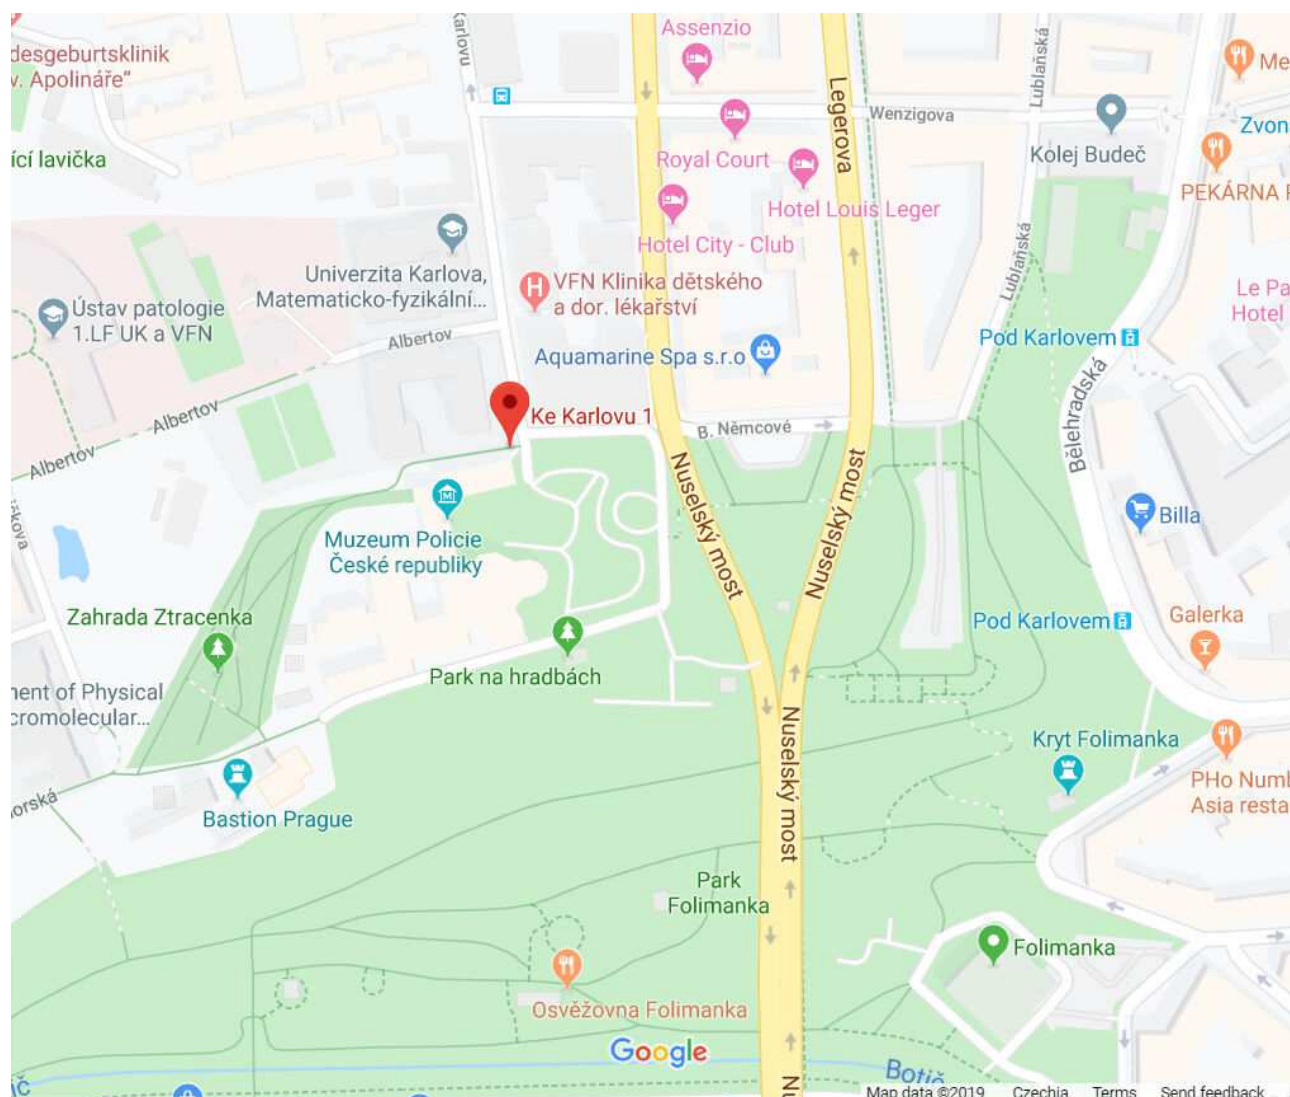 Assenzio
Karlovu
desgeburtsklinik
v. Apolináře“
Legerova
Lublaňská
Me
Wenzigova
Zvon
ící lavička
Royal Court
Kolej Budeč
PEKÁRNA
Hotel Louis Leger
Hotel City - Club
Lublaňská
Univerzita Karlova,
Matematicko-fyzikální...
VFN Klinika dětského
a dor. lékařství
Ústav patologie
1.LF UK a VFN
Le Pa
Hotel
Albertov
Pod Karlovem
Aquamarine Spa s.r.o
Bělehradská
Albertov
Ke Karlovu 1
B. Němcové
Albertov
Nuselský most
Nuselský most
Muzeum Policie
České republiky
Billa
Zahrada Ztracenka
Pod Karlovem
Galerka
Park na hradbách
nent of Physical
cromolecular...
Nuselský most
Kryt Folimanka
PHo Numb
Asia resta
orská
Bastion Prague
Park
Folimanka
Folimanka
Osvěžovna Folimanka
Google
Botič
Nu
Map data ©2019 Czechia Terms Send feedback